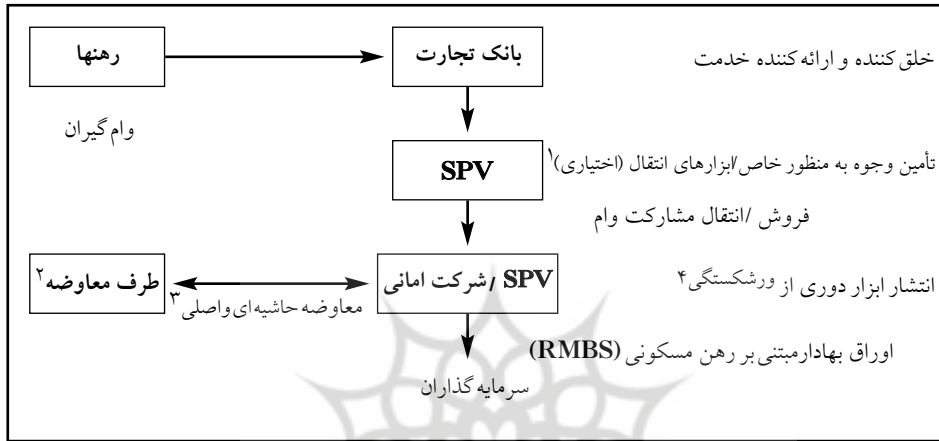 خلق‌کننده و ارائه‌کننده خدمت
بانک تجارت
رهنها
وام‌گیران
تأمین وجوه به منظور خاص/ابزارهای انتقال (اختیاری)۱
SPV
فروش /انتقال مشارکت وام
انتشار ابزار دوری از ورشکستگی۴
SPV /شرکت امانی
طرف معاوضه۲
معاوضه حاشیه‌ای واصلی۳
اوراق بهادارمبتنی بر رهن مسکونی (RMBS)
سرمایه‌گذاران